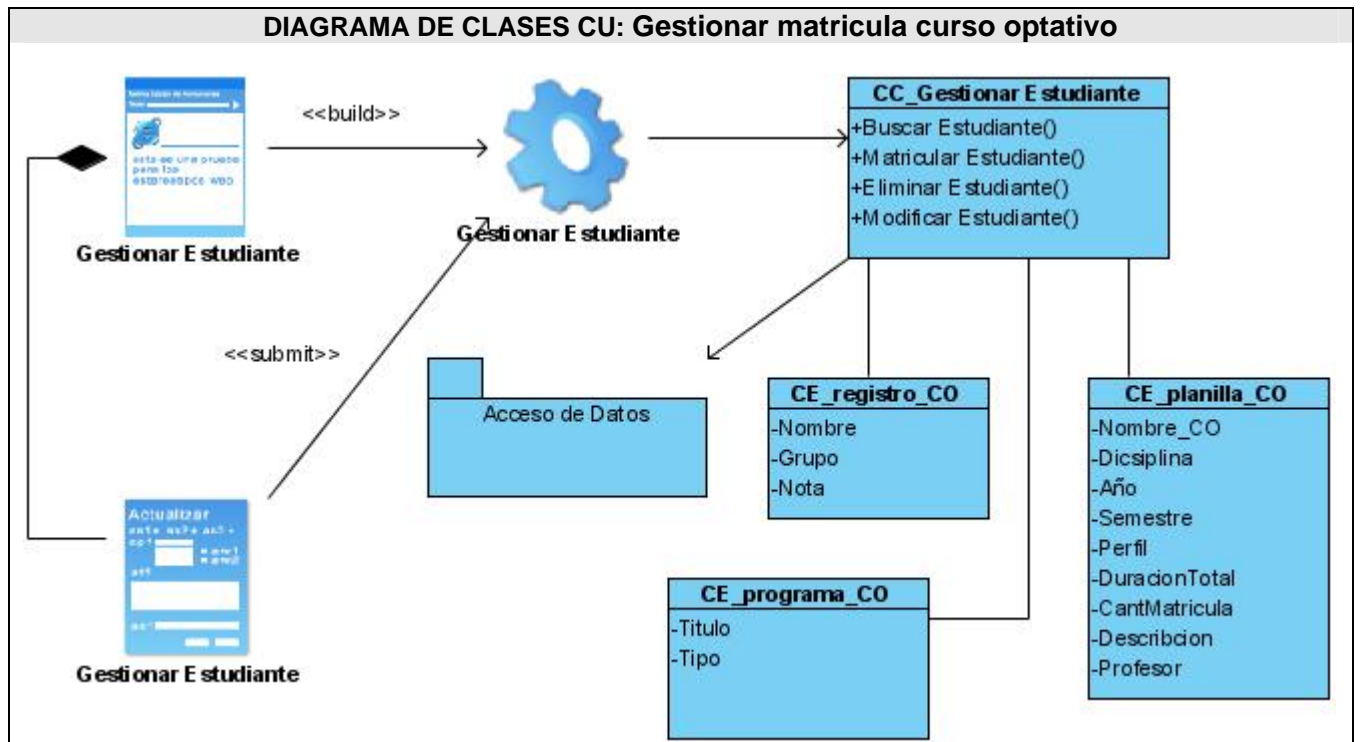 DIAGRAMA DE CLASES CU: Gestionar matricula curso optativo
<<build>>
Gestionar Estudiante
Gestionar Estudiante
CC_Gestionar Estudiante
+Buscar Estudiante()
+Matricular Estudiante()
+Eliminar Estudiante()
+Modificar Estudiante()
<<submit>>
Acceso de Datos
CE_registro_CO
-Nombre
-Grupo
-Nota
CE_planilla_CO
-Nombre_CO
-Dicsiplina
-Año
-Semestre
-Perfil
-DuracionTotal
-CantMatricula
-Describcion
-Profesor
CE_programa_CO
-Titulo
-Tipo
Actualizar
Gestionar Estudiante